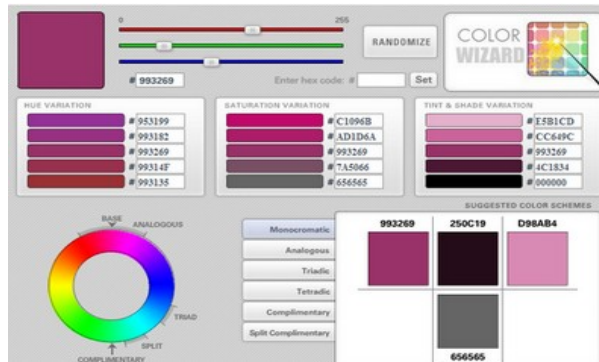 0 255
RANDOMIZE
COLOR
WIZARD
# 993269
Enter hex code: # Set
HUE VARIATION
# 953199
# 993182
# 993269
# 99314F
# 993135
SATURATION VARIATION
# C1096B
# AD1D6A
# 993269
# 7A5066
# 656565
TINT & SHADE VARIATION
# E5B1CD
# CC649C
# 993269
# 4C1834
# 000000
BASE
ANALOGOUS
TRIAD
SPLIT
COMPLIMENTARY
Monocromatic
Analogous
Triadic
Tetradic
Complimentary
Split Complimentary
SUGGESTED COLOR SCHEMES
993269 250C19 D98AB4
656565